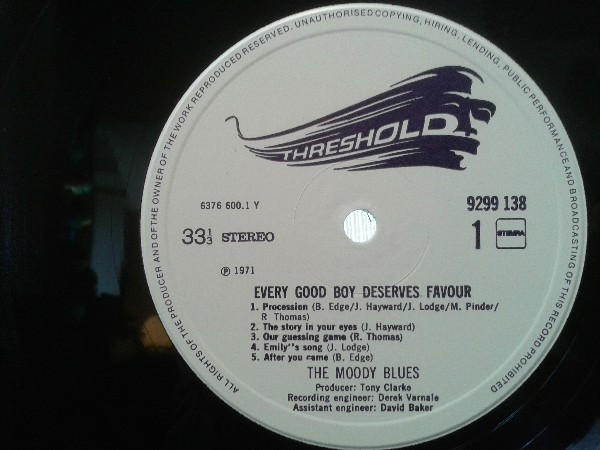 ALL RIGHTS OF THE PRODUCER AND OF THE OWNER OF THE WORK REPRODUCED RESERVED. UNAUTHORISED COPYING, HIRING, LENDING, PUBLIC PERFORMANCE AND BROADCASTING OF THIS RECORD PROHIBITED
THRESHOLD
6376 600.1 Y
9299 138
33⅓ STEREO
1 STEMRA
℗ 1971
EVERY GOOD BOY DESERVES FAVOUR
1. Procession (B. Edge/J. Hayward/J. Lodge/M. Pinder/
R. Thomas)
2. The story in your eyes (J. Hayward)
3. Our guessing game (R. Thomas)
4. Emily"s song (J. Lodge)
5. After you came (B. Edge)
THE MOODY BLUES
Producer: Tony Clarke
Recording engineer: Derek Varnale
Assistant engineer: David Baker